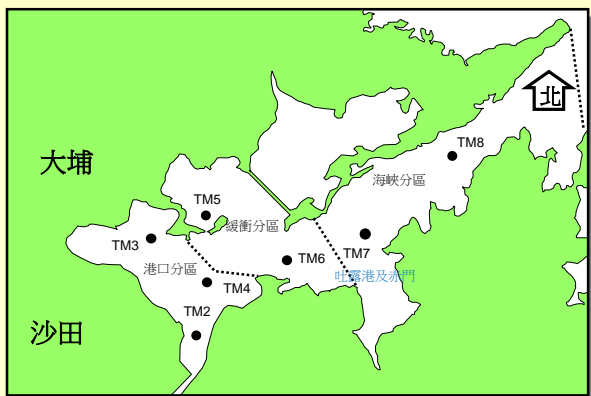 北
TM8
大埔
海峽分區
TM5
緩衝分區
TM3
TM7
TM6
港口分區
吐露港及赤門
TM4
TM2
沙田